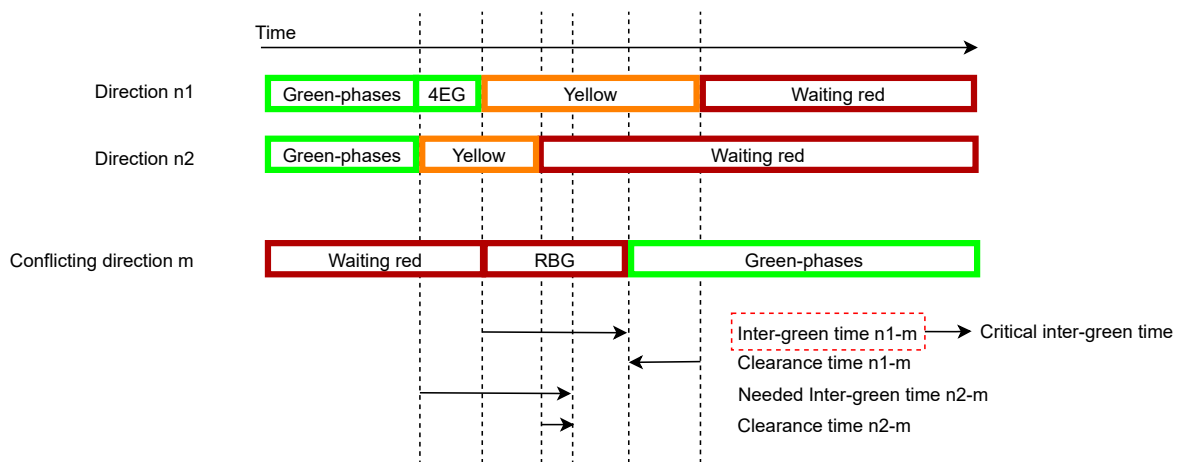 Time
Direction n1
Green-phases
4EG
Yellow
Waiting red
Direction n2
Green-phases
Yellow
Waiting red
Conflicting direction m
Waiting red
RBG
Green-phases
Inter-green time n1-m
Critical inter-green time
Clearance time n1-m
Needed Inter-green time n2-m
Clearance time n2-m